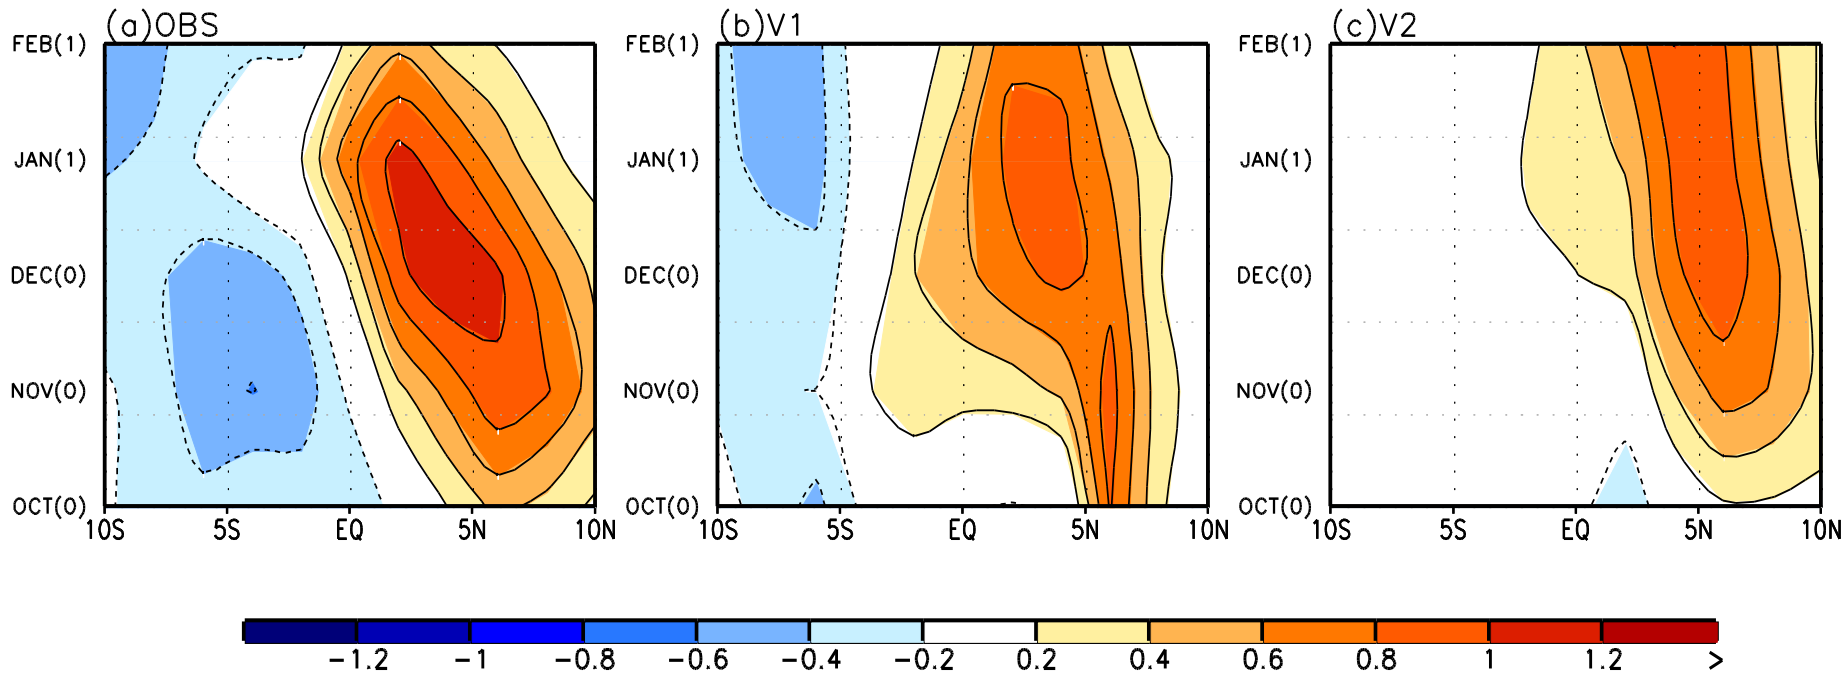 (a)OBS
(b)V1
(c)V2
FEB(1)
JAN(1)
DEC(0)
NOV(0)
OCT(0)
10S 5S EQ 5N 10N
FEB(1)
JAN(1)
DEC(0)
NOV(0)
OCT(0)
10S 5S EQ 5N 10N
FEB(1)
JAN(1)
DEC(0)
NOV(0)
OCT(0)
10S 5S EQ 5N 10N
−1.2 −1 −0.8 −0.6 −0.4 −0.2 0.2 0.4 0.6 0.8 1 1.2 >